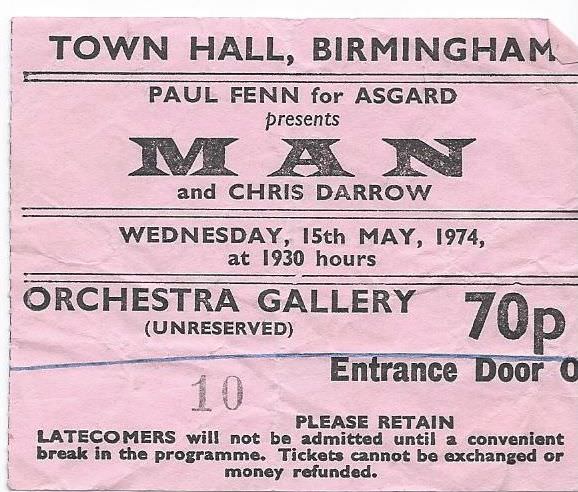 TOWN HALL, BIRMINGHAM
PAUL FENN for ASGARD
presents
MAN
and CHRIS DARROW
WEDNESDAY, 15th MAY, 1974,
at 1930 hours
ORCHESTRA GALLERY 70p
(UNRESERVED)
Entrance Door O
10
PLEASE RETAIN
LATECOMERS will not be admitted until a convenient
break in the programme. Tickets cannot be exchanged or
money refunded.